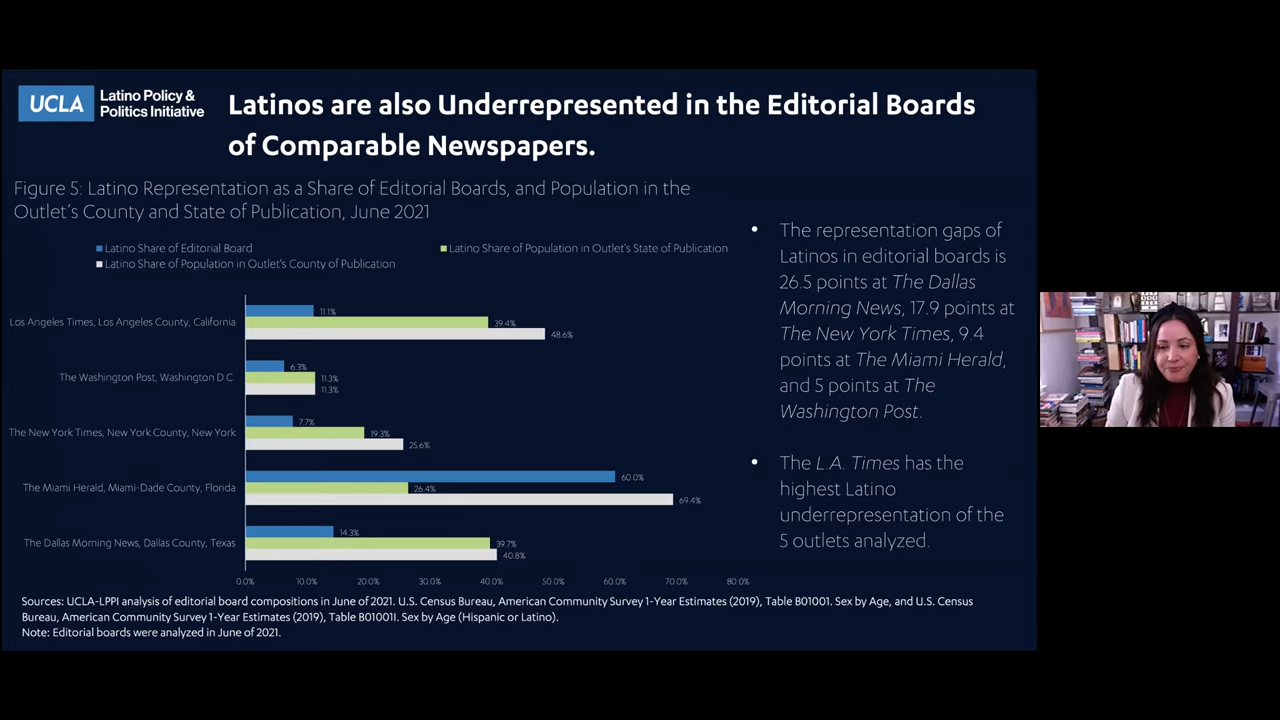 UCLA
Latino Policy &
Politics Initiative
Latinos are also Underrepresented in the Editorial Boards
of Comparable Newspapers.
Figure 5: Latino Representation as a Share of Editorial Boards, and Population in the
Outlet's County and State of Publication, June 2021
Latino Share of Editorial Board
Latino Share of Population in Outlet's State of Publication
Latino Share of Population in Outlet's County of Publication
Los Angeles Times, Los Angeles County, California
11.1%
39.4%
48.6%
The Washington Post, Washington D.C.
6.3%
11.3%
11.3%
The New York Times, New York County, New York
7.7%
19.3%
25.6%
The Miami Herald, Miami-Dade County, Florida
60.0%
26.4%
69.4%
The Dallas Morning News, Dallas County, Texas
14.3%
39.7%
40.8%
0.0% 10.0% 20.0% 30.0% 40.0% 50.0% 60.0% 70.0% 80.0%
• The representation gaps of
Latinos in editorial boards is
26.5 points at The Dallas
Morning News, 17.9 points at
The New York Times, 9.4
points at The Miami Herald,
and 5 points at The
Washington Post.
• The L.A. Times has the
highest Latino
underrepresentation of the
5 outlets analyzed.
Sources: UCLA-LPPI analysis of editorial board compositions in June of 2021. U.S. Census Bureau, American Community Survey 1-Year Estimates (2019), Table B01001. Sex by Age, and U.S. Census
Bureau, American Community Survey 1-Year Estimates (2019), Table B01001I. Sex by Age (Hispanic or Latino).
Note: Editorial boards were analyzed in June of 2021.